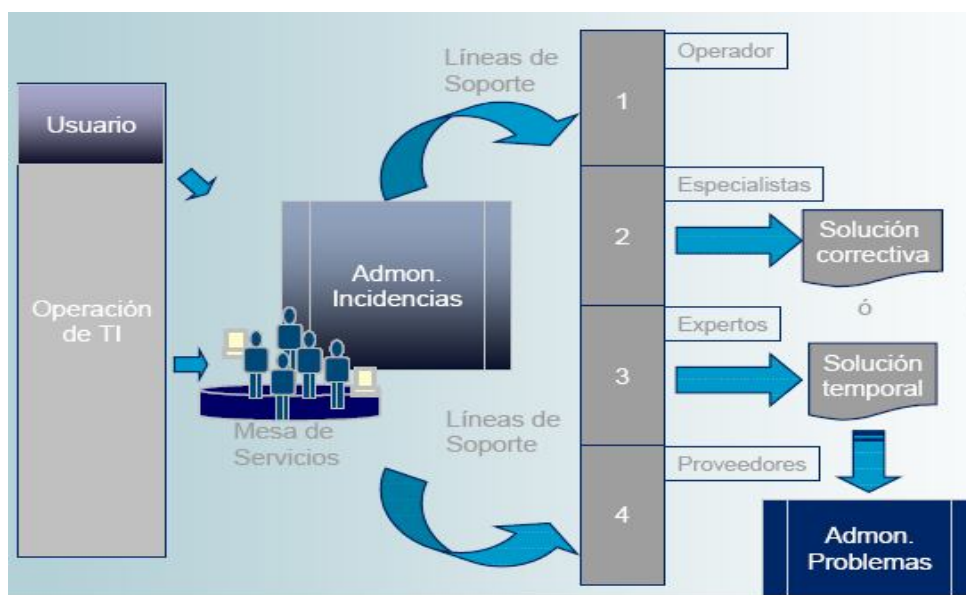 Usuario
Operación
de TI
Líneas de
Soporte
Admon.
Incidencias
Mesa de
Servicios
Líneas de
Soporte
1
Operador
2
Especialistas
3
Expertos
4
Proveedores
Solución
correctiva
ó
Solución
temporal
Admon.
Problemas